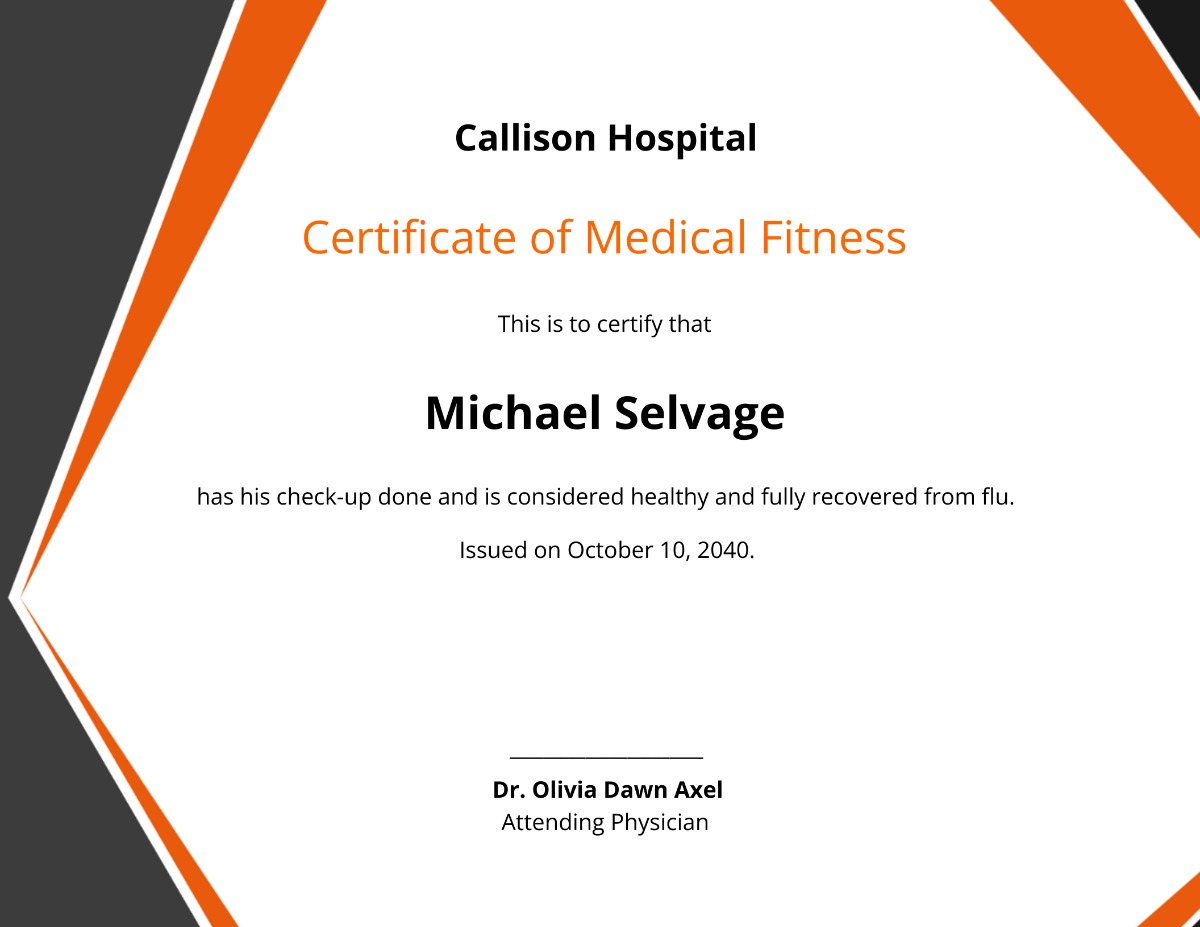 Callison Hospital
Certificate of Medical Fitness
This is to certify that
Michael Selvage
has his check-up done and is considered healthy and fully recovered from flu.
Issued on October 10, 2040.
Dr. Olivia Dawn Axel
Attending Physician